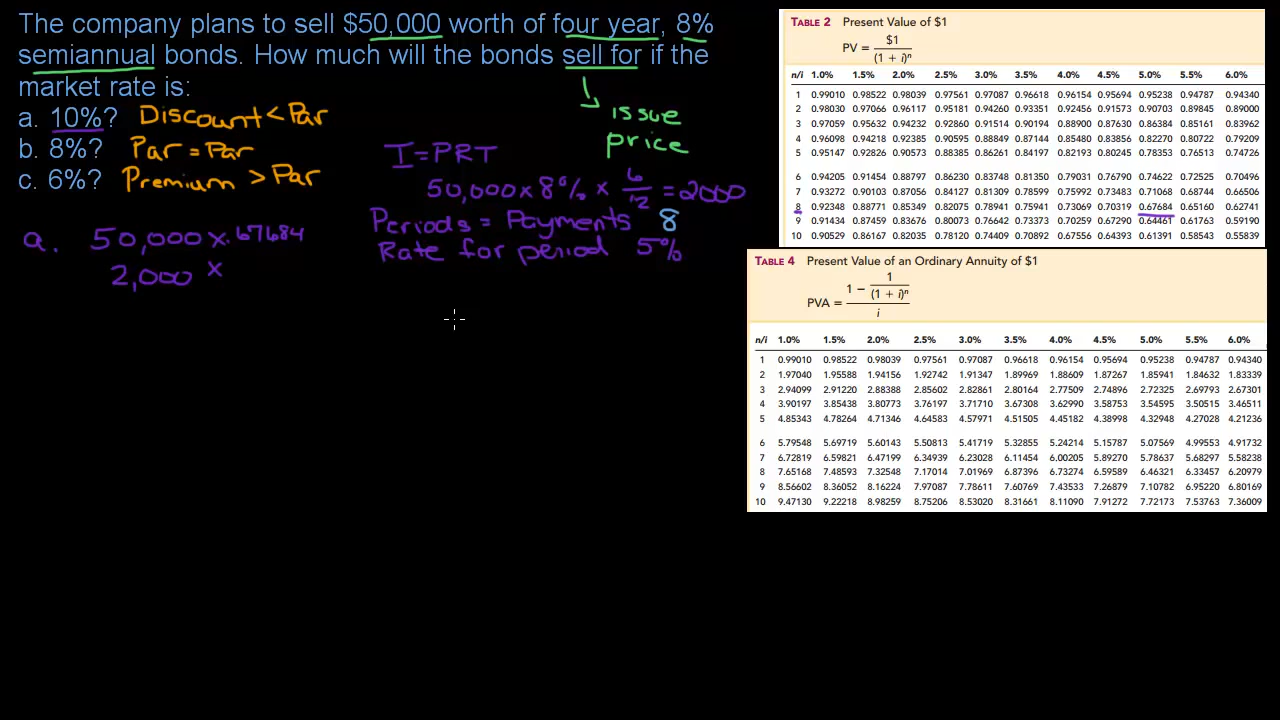 The company plans to sell $50,000 worth of four year, 8%
semiannual bonds. How much will the bonds sell for if the
market rate is:
a. 10%? Discount < Par
b. 8%? Par = Par
c. 6%? Premium > Par
issue
price
I = PRT
50,000 x 8% x 6/12 = 2000
Periods = Payments 8
Rate for period 5%
a. 50,000 x .67684
2,000 x
TABLE 2 Present Value of $1
PV = $1 / (1 + i)ⁿ
n/i 1.0% 1.5% 2.0% 2.5% 3.0% 3.5% 4.0% 4.5% 5.0% 5.5% 6.0%
1 0.99010 0.98522 0.98039 0.97561 0.97087 0.96618 0.96154 0.95694 0.95238 0.94787 0.94340
2 0.98030 0.97066 0.96117 0.95181 0.94260 0.93351 0.92456 0.91573 0.90703 0.89845 0.89000
3 0.97059 0.95632 0.94232 0.92860 0.91514 0.90194 0.88900 0.87630 0.86384 0.85161 0.83962
4 0.96098 0.94218 0.92385 0.90595 0.88849 0.87144 0.85480 0.83856 0.82270 0.80722 0.79209
5 0.95147 0.92826 0.90573 0.88385 0.86261 0.84197 0.82193 0.80245 0.78353 0.76513 0.74726
6 0.94205 0.91454 0.88797 0.86230 0.83748 0.81350 0.79031 0.76790 0.74622 0.72525 0.70496
7 0.93272 0.90103 0.87056 0.84127 0.81309 0.78599 0.75992 0.73483 0.71068 0.68744 0.66506
8 0.92348 0.88771 0.85349 0.82075 0.78941 0.75941 0.73069 0.70319 0.67684 0.65160 0.62741
9 0.91434 0.87459 0.83676 0.80073 0.76642 0.73373 0.70259 0.67290 0.64461 0.61763 0.59190
10 0.90529 0.86167 0.82035 0.78120 0.74409 0.70892 0.67556 0.64393 0.61391 0.58543 0.55839
TABLE 4 Present Value of an Ordinary Annuity of $1
PVA = 1 − 1 / (1 + i)ⁿ / i
n/i 1.0% 1.5% 2.0% 2.5% 3.0% 3.5% 4.0% 4.5% 5.0% 5.5% 6.0%
1 0.99010 0.98522 0.98039 0.97561 0.97087 0.96618 0.96154 0.95694 0.95238 0.94787 0.94340
2 1.97040 1.95588 1.94156 1.92742 1.91347 1.89969 1.88609 1.87267 1.85941 1.84632 1.83339
3 2.94099 2.91220 2.88388 2.85602 2.82861 2.80164 2.77509 2.74896 2.72325 2.69793 2.67301
4 3.90197 3.85438 3.80773 3.76197 3.71710 3.67308 3.62990 3.58753 3.54595 3.50515 3.46511
5 4.85343 4.78264 4.71346 4.64583 4.57971 4.51505 4.45182 4.38998 4.32948 4.27028 4.21236
6 5.79548 5.69719 5.60143 5.50813 5.41719 5.32855 5.24214 5.15787 5.07569 4.99553 4.91732
7 6.72819 6.59821 6.47199 6.34939 6.23028 6.11454 6.00205 5.89270 5.78637 5.68297 5.58238
8 7.65168 7.48593 7.32548 7.17014 7.01969 6.87396 6.73274 6.59589 6.46321 6.33457 6.20979
9 8.56602 8.36052 8.16224 7.97087 7.78611 7.60769 7.43533 7.26879 7.10782 6.95220 6.80169
10 9.47130 9.22218 8.98259 8.75206 8.53020 8.31661 8.11090 7.91272 7.72173 7.53763 7.36009